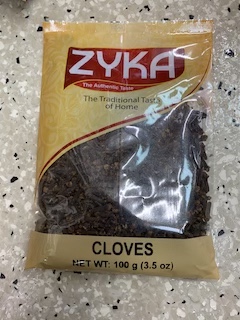 ZYKA
The Authentic Taste
The Traditional Taste
of Home
CLOVES
NET WT: 100 g (3.5 oz)